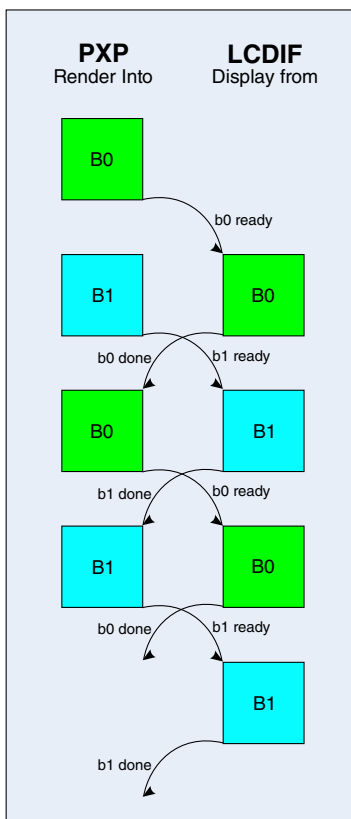 PXP LCDIF
Render Into Display from
B0
b0 ready
B1 B0
b0 done b1 ready
B0 B1
b1 done b0 ready
B1 B0
b0 done b1 ready
B1
b1 done